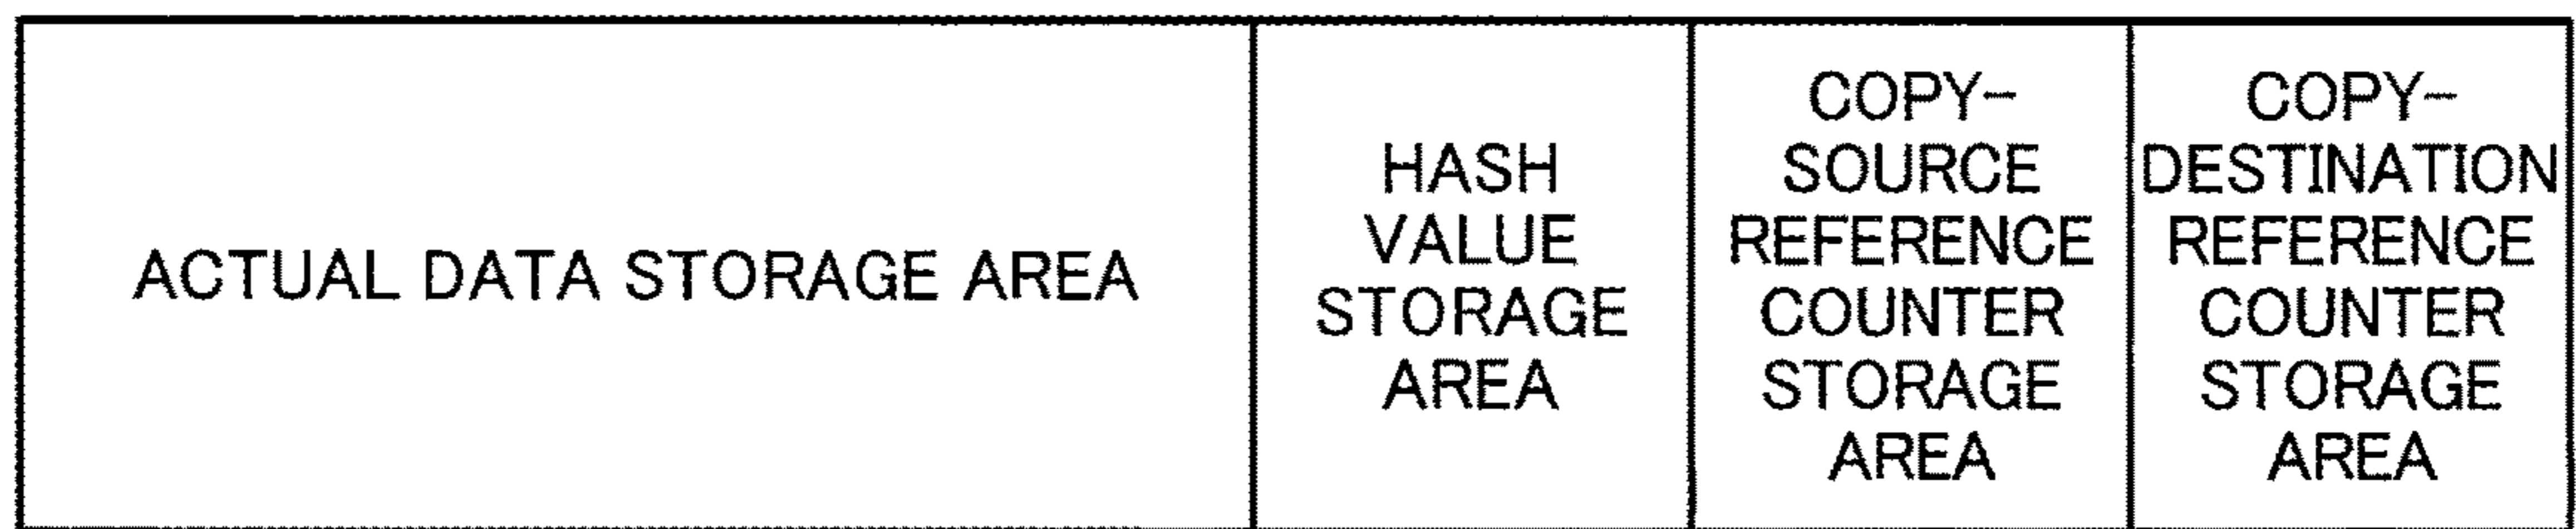 ACTUAL DATA STORAGE AREA
HASH
VALUE
STORAGE
AREA
COPY-
SOURCE
REFERENCE
COUNTER
STORAGE
AREA
COPY-
DESTINATION
REFERENCE
COUNTER
STORAGE
AREA